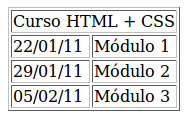 Curso HTML + CSS
22/01/11 Módulo 1
29/01/11 Módulo 2
05/02/11 Módulo 3